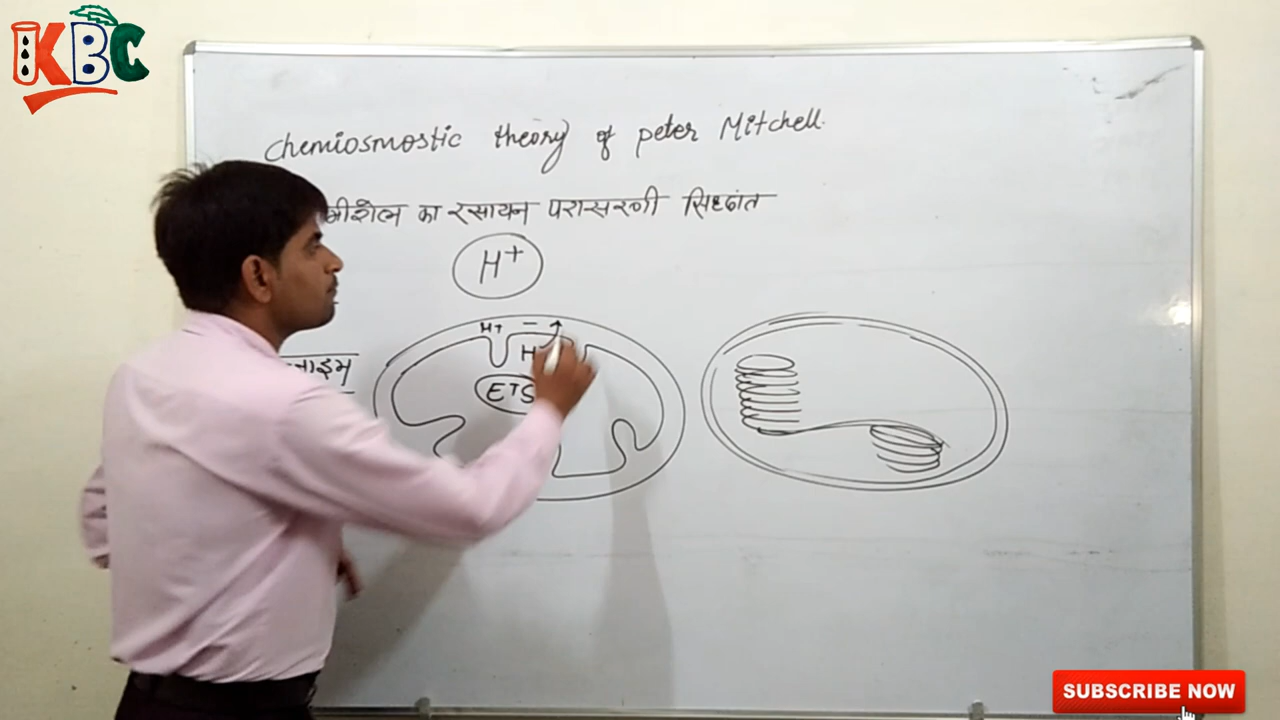 KBC
chemiosmostic theory of peter Mitchell.
मीशेल का रसायन परासरणी सिद्धांत
H+
H+ -
H
ETS
SUBSCRIBE NOW